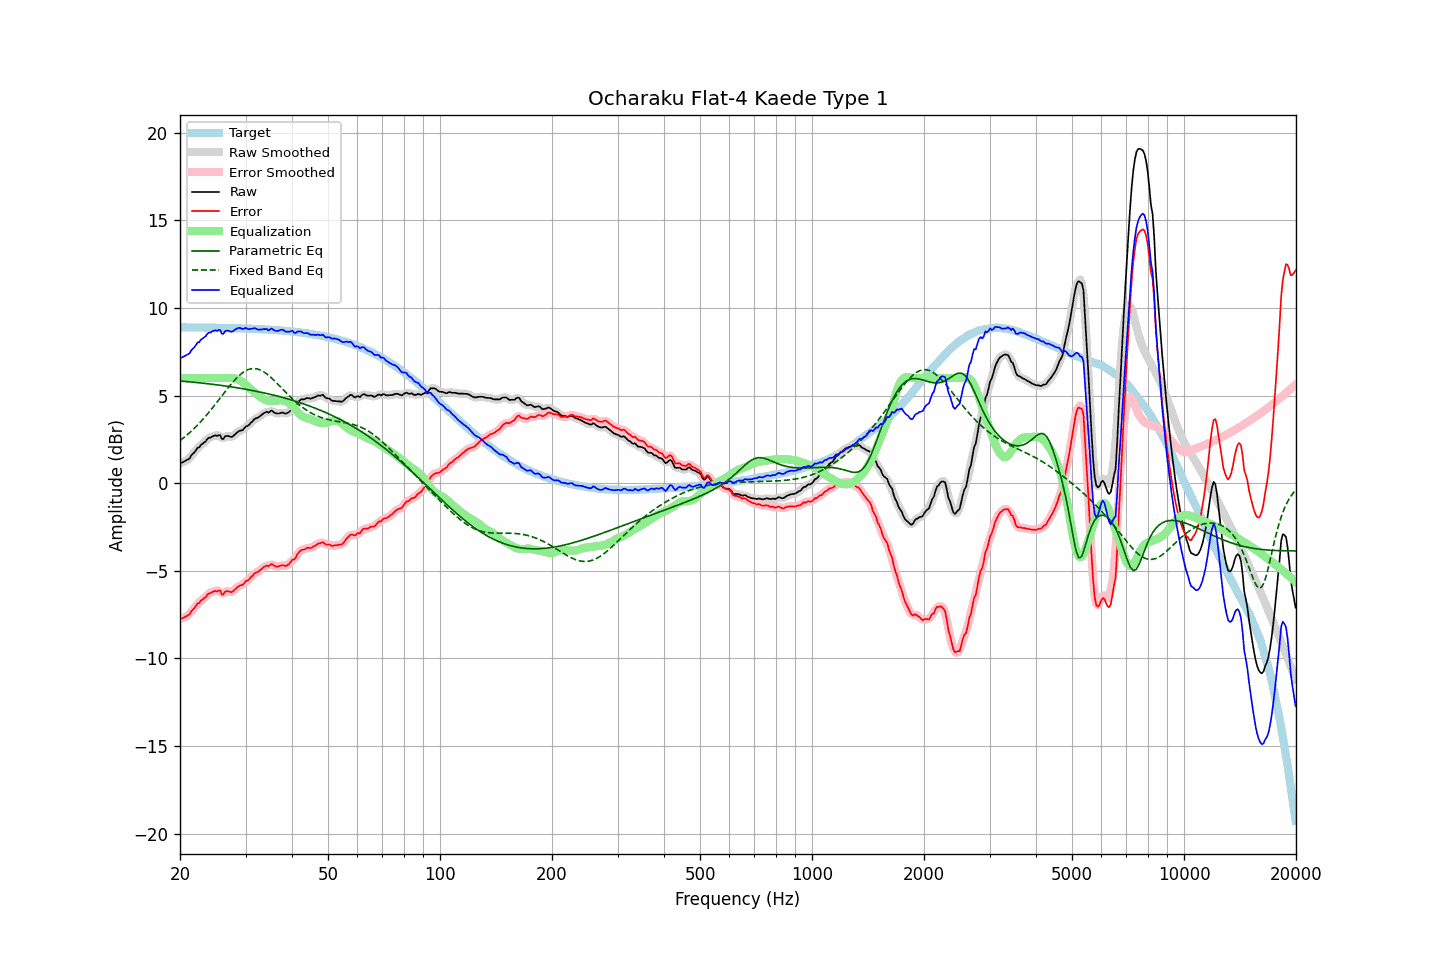 Ocharaku Flat-4 Kaede Type 1
Target
Raw Smoothed
Error Smoothed
Raw
Error
Equalization
Parametric Eq
Fixed Band Eq
Equalized
20
15
10
5
0
−5
−10
−15
−20
Amplitude (dBr)
20
50
100
200
500
1000
2000
5000
10000
20000
Frequency (Hz)